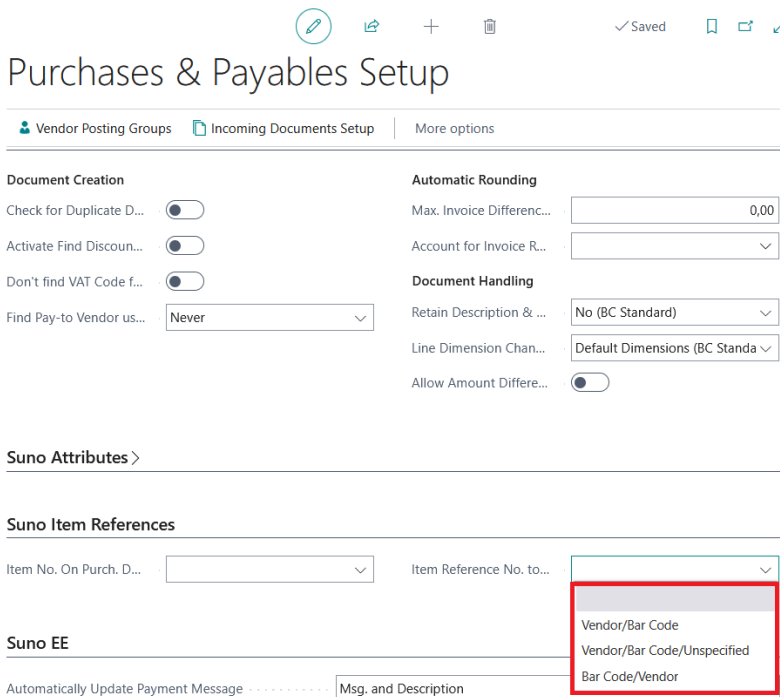 Saved
Purchases & Payables Setup
Vendor Posting Groups Incoming Documents Setup More options
Document Creation
Check for Duplicate D...
Activate Find Discoun...
Don't find VAT Code f...
Find Pay-to Vendor us... Never
Automatic Rounding
Max. Invoice Differenc... 0,00
Account for Invoice R...
Document Handling
Retain Description & ... No (BC Standard)
Line Dimension Chan... Default Dimensions (BC Standa
Allow Amount Differe...
Suno Attributes
Suno Item References
Item No. On Purch. D...
Item Reference No. to...
Vendor/Bar Code
Vendor/Bar Code/Unspecified
Bar Code/Vendor
Suno EE
Automatically Update Payment Message Msg. and Description